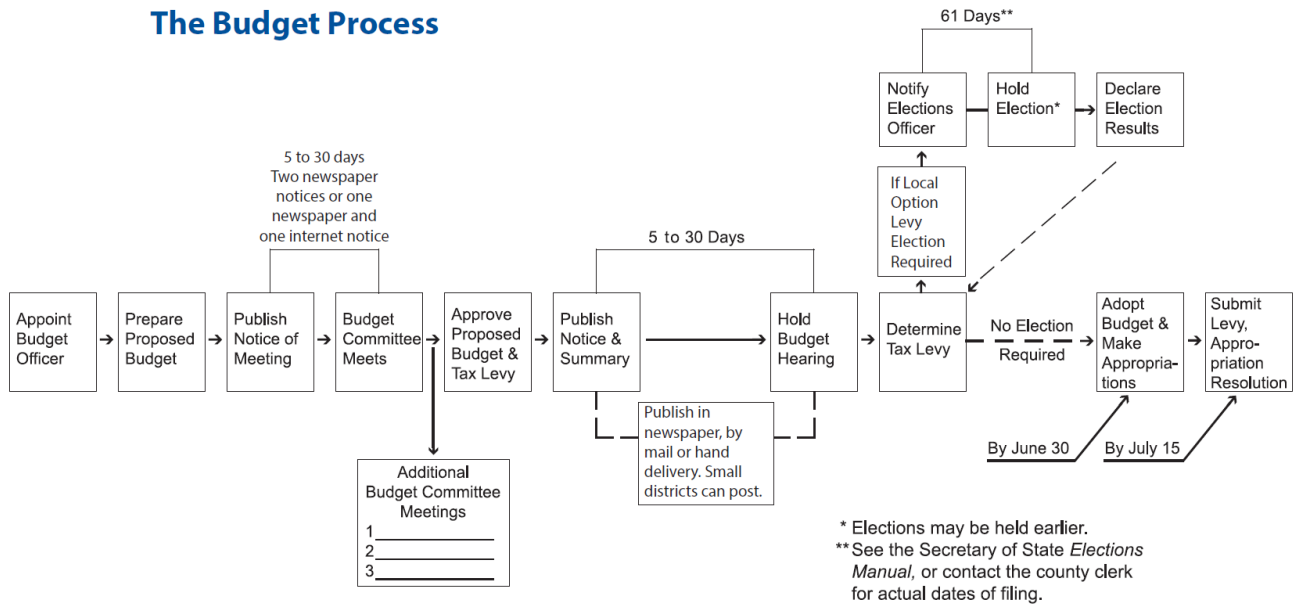 The Budget Process
61 Days**
Notify
Elections
Officer
Hold
Election*
Declare
Election
Results
5 to 30 days
Two newspaper
notices or one
newspaper and
one internet notice
If Local
Option
Levy
Election
Required
5 to 30 Days
Appoint
Budget
Officer
Prepare
Proposed
Budget
Publish
Notice of
Meeting
Budget
Committee
Meets
Approve
Proposed
Budget &
Tax Levy
Publish
Notice &
Summary
Hold
Budget
Hearing
Determine
Tax Levy
No Election
Required
Adopt
Budget &
Make
Appropria-
tions
Submit
Levy,
Appro-
priation
Resolution
Publish in
newspaper, by
mail or hand
delivery. Small
districts can post.
By June 30
By July 15
Additional
Budget Committee
Meetings
1
2
3
* Elections may be held earlier.
** See the Secretary of State Elections
Manual, or contact the county clerk
for actual dates of filing.